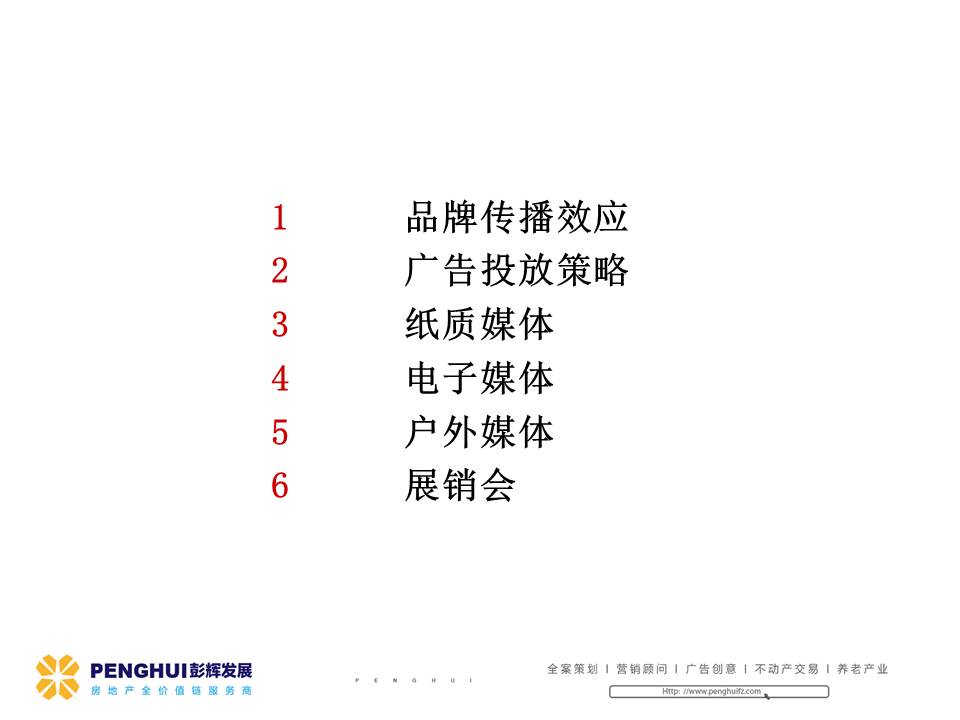 1 品牌传播效应
2 广告投放策略
3 纸质媒体
4 电子媒体
5 户外媒体
6 展销会
PENGHUI彭辉发展
房地产全价值链服务商
PENGHUI
全案策划 I 营销顾问 I 广告创意 I 不动产交易 I 养老产业
Http: //www.penghuifz.com